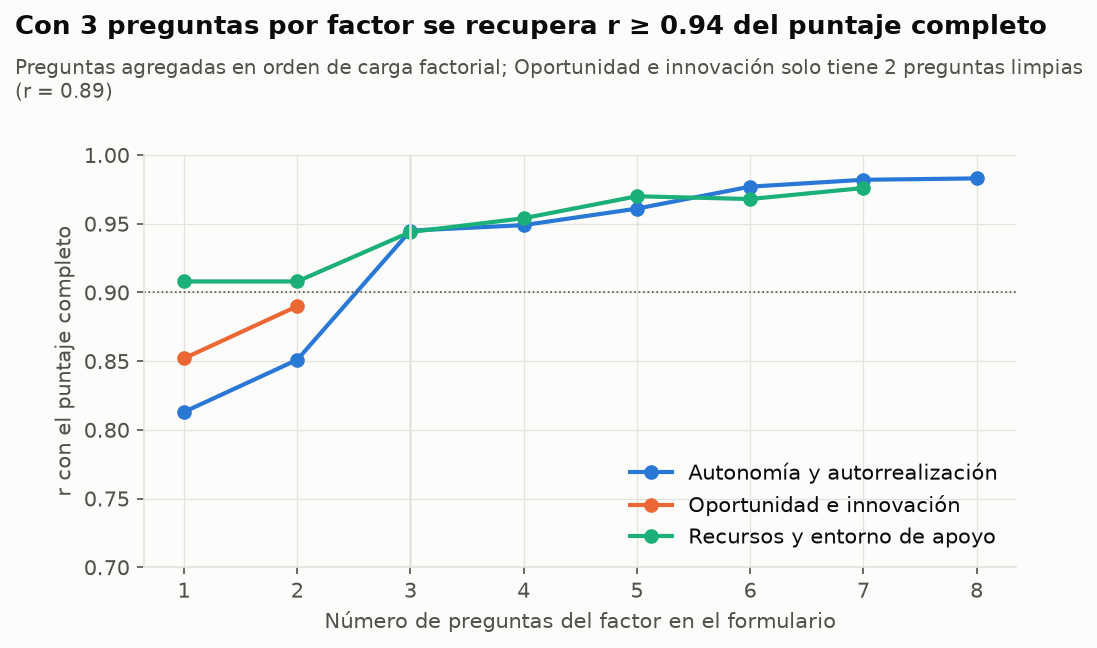 Con 3 preguntas por factor se recupera r ≥ 0.94 del puntaje completo
Preguntas agregadas en orden de carga factorial; Oportunidad e innovación solo tiene 2 preguntas limpias
(r = 0.89)
r con el puntaje completo
1.00
0.95
0.90
0.85
0.80
0.75
0.70
Autonomía y autorrealización
Oportunidad e innovación
Recursos y entorno de apoyo
1 2 3 4 5 6 7 8
Número de preguntas del factor en el formulario